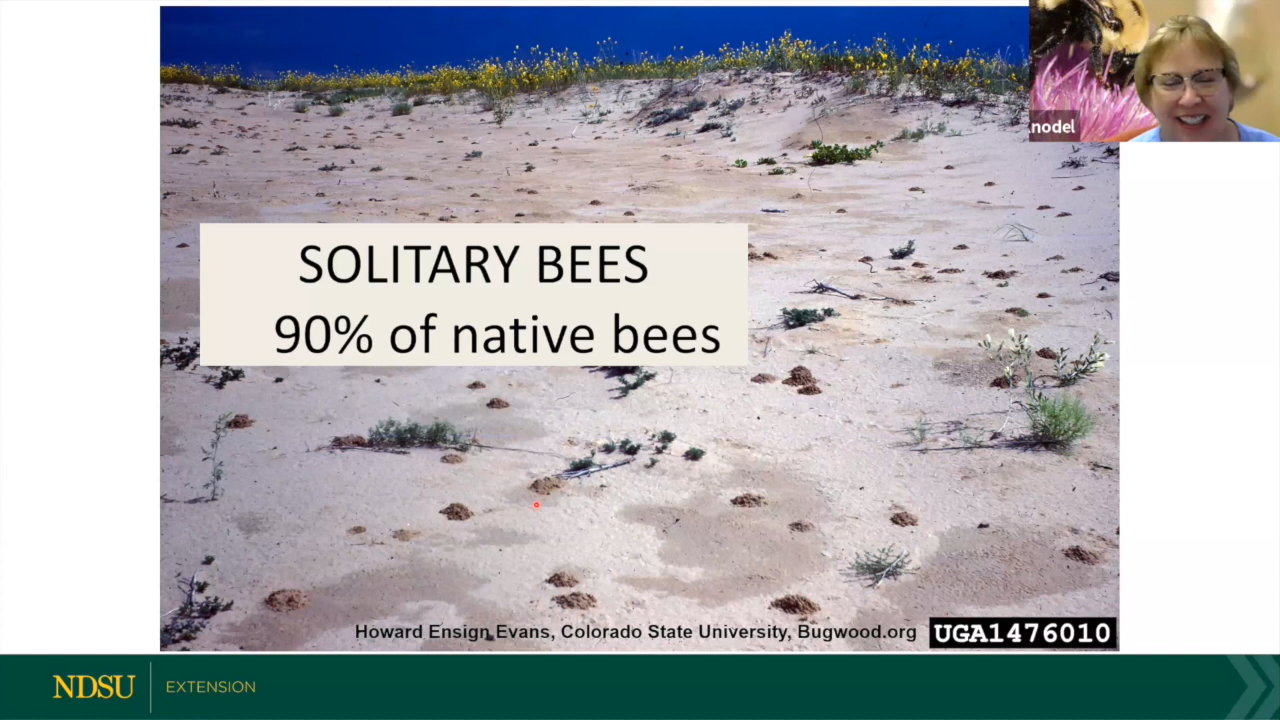 nodel
SOLITARY BEES
90% of native bees
Howard Ensign Evans, Colorado State University, Bugwood.org
UGA1476010
NDSU
EXTENSION